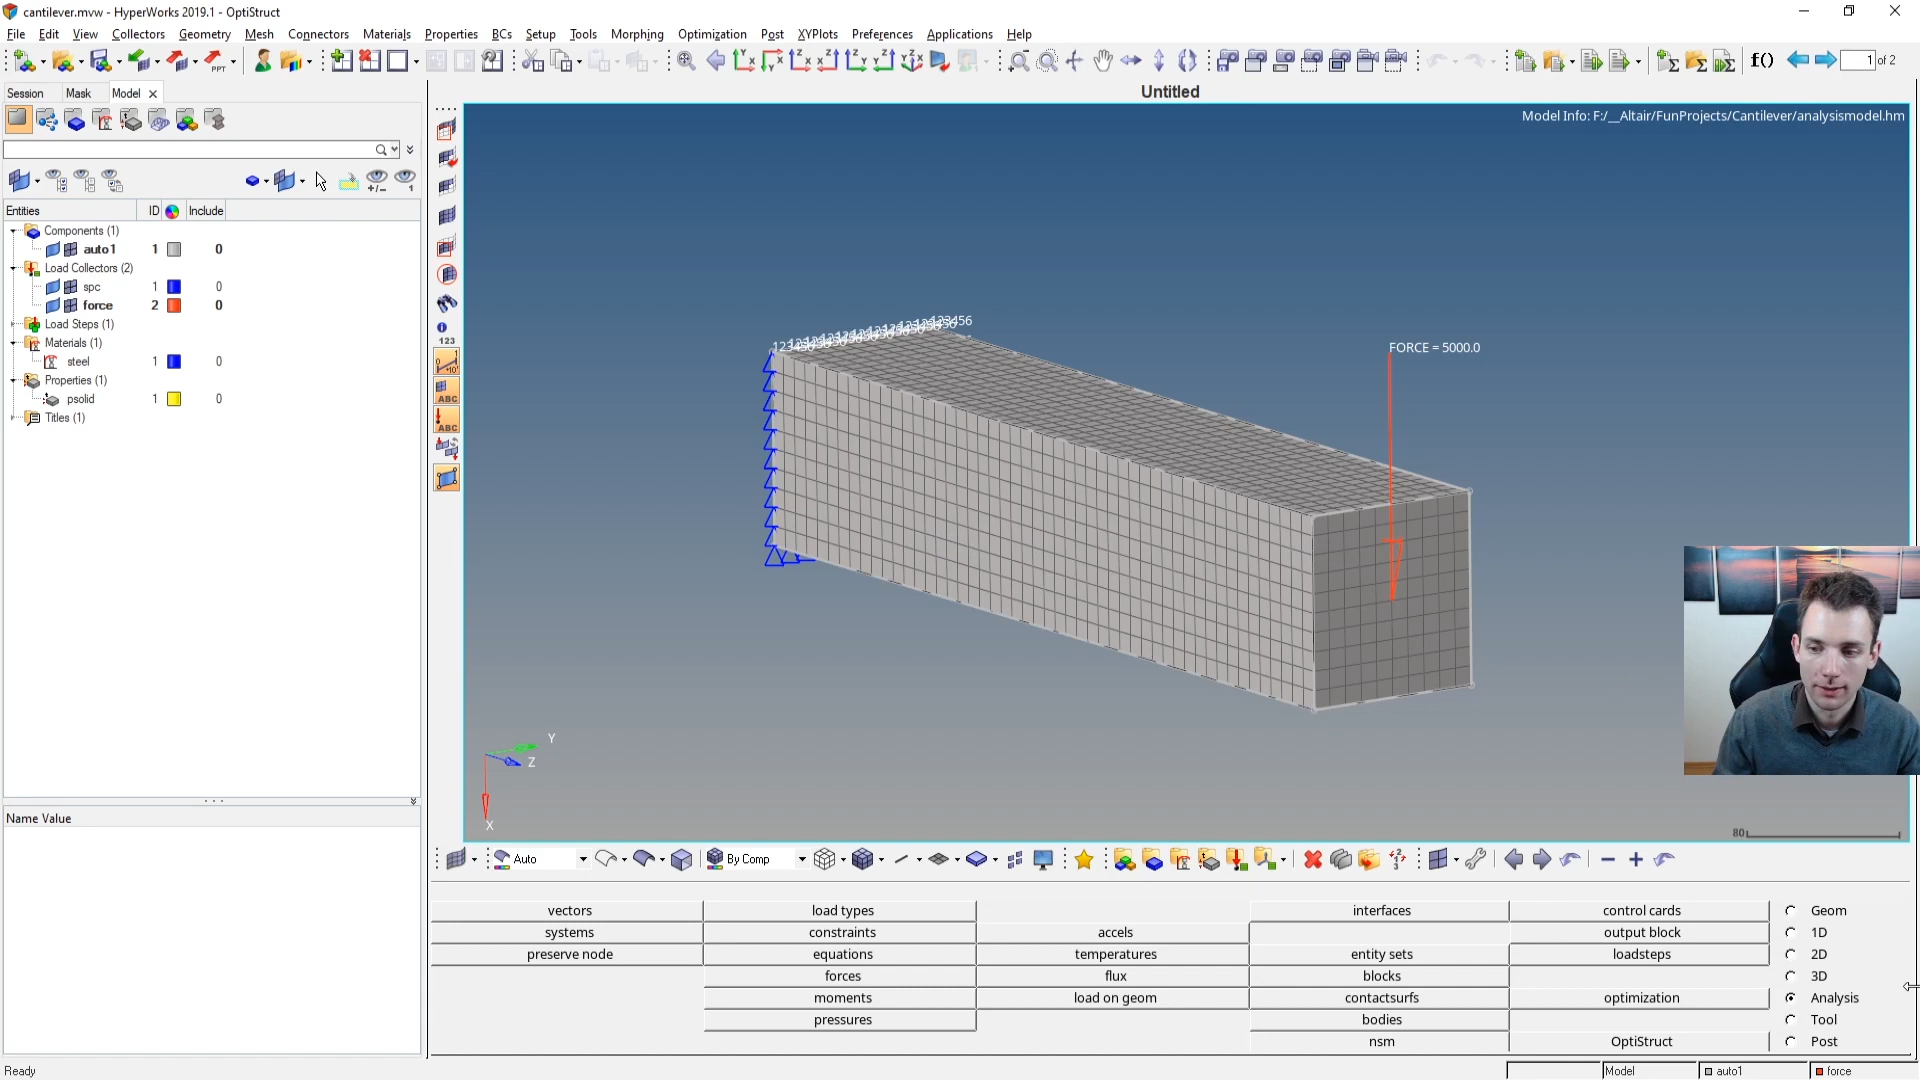 cantilever.mvw - HyperWorks 2019.1 - OptiStruct
File Edit View Collectors Geometry Mesh Connectors Materials Properties BCs Setup Tools Morphing Optimization Post XYPlots Preferences Applications Help
PPT
f() 1 of 2
Session Mask Model
Untitled
Model Info: F:/__Altair/FunProjects/Cantilever/analysismodel.hm
Entities ID Include
Components (1)
auto1 1 0
Load Collectors (2)
spc 1 0
force 2 0
Load Steps (1)
Materials (1)
steel 1 0
Properties (1)
psolid 1 0
Titles (1)
123
ABC
ABC
123456
FORCE = 5000.0
Y
Z
X
80
Name Value
Auto By Comp
vectors load types interfaces control cards Geom
systems constraints accels output block 1D
preserve node equations temperatures entity sets loadsteps 2D
forces flux blocks 3D
moments load on geom contactsurfs optimization Analysis
pressures bodies Tool
nsm OptiStruct Post
Ready Model auto1 force